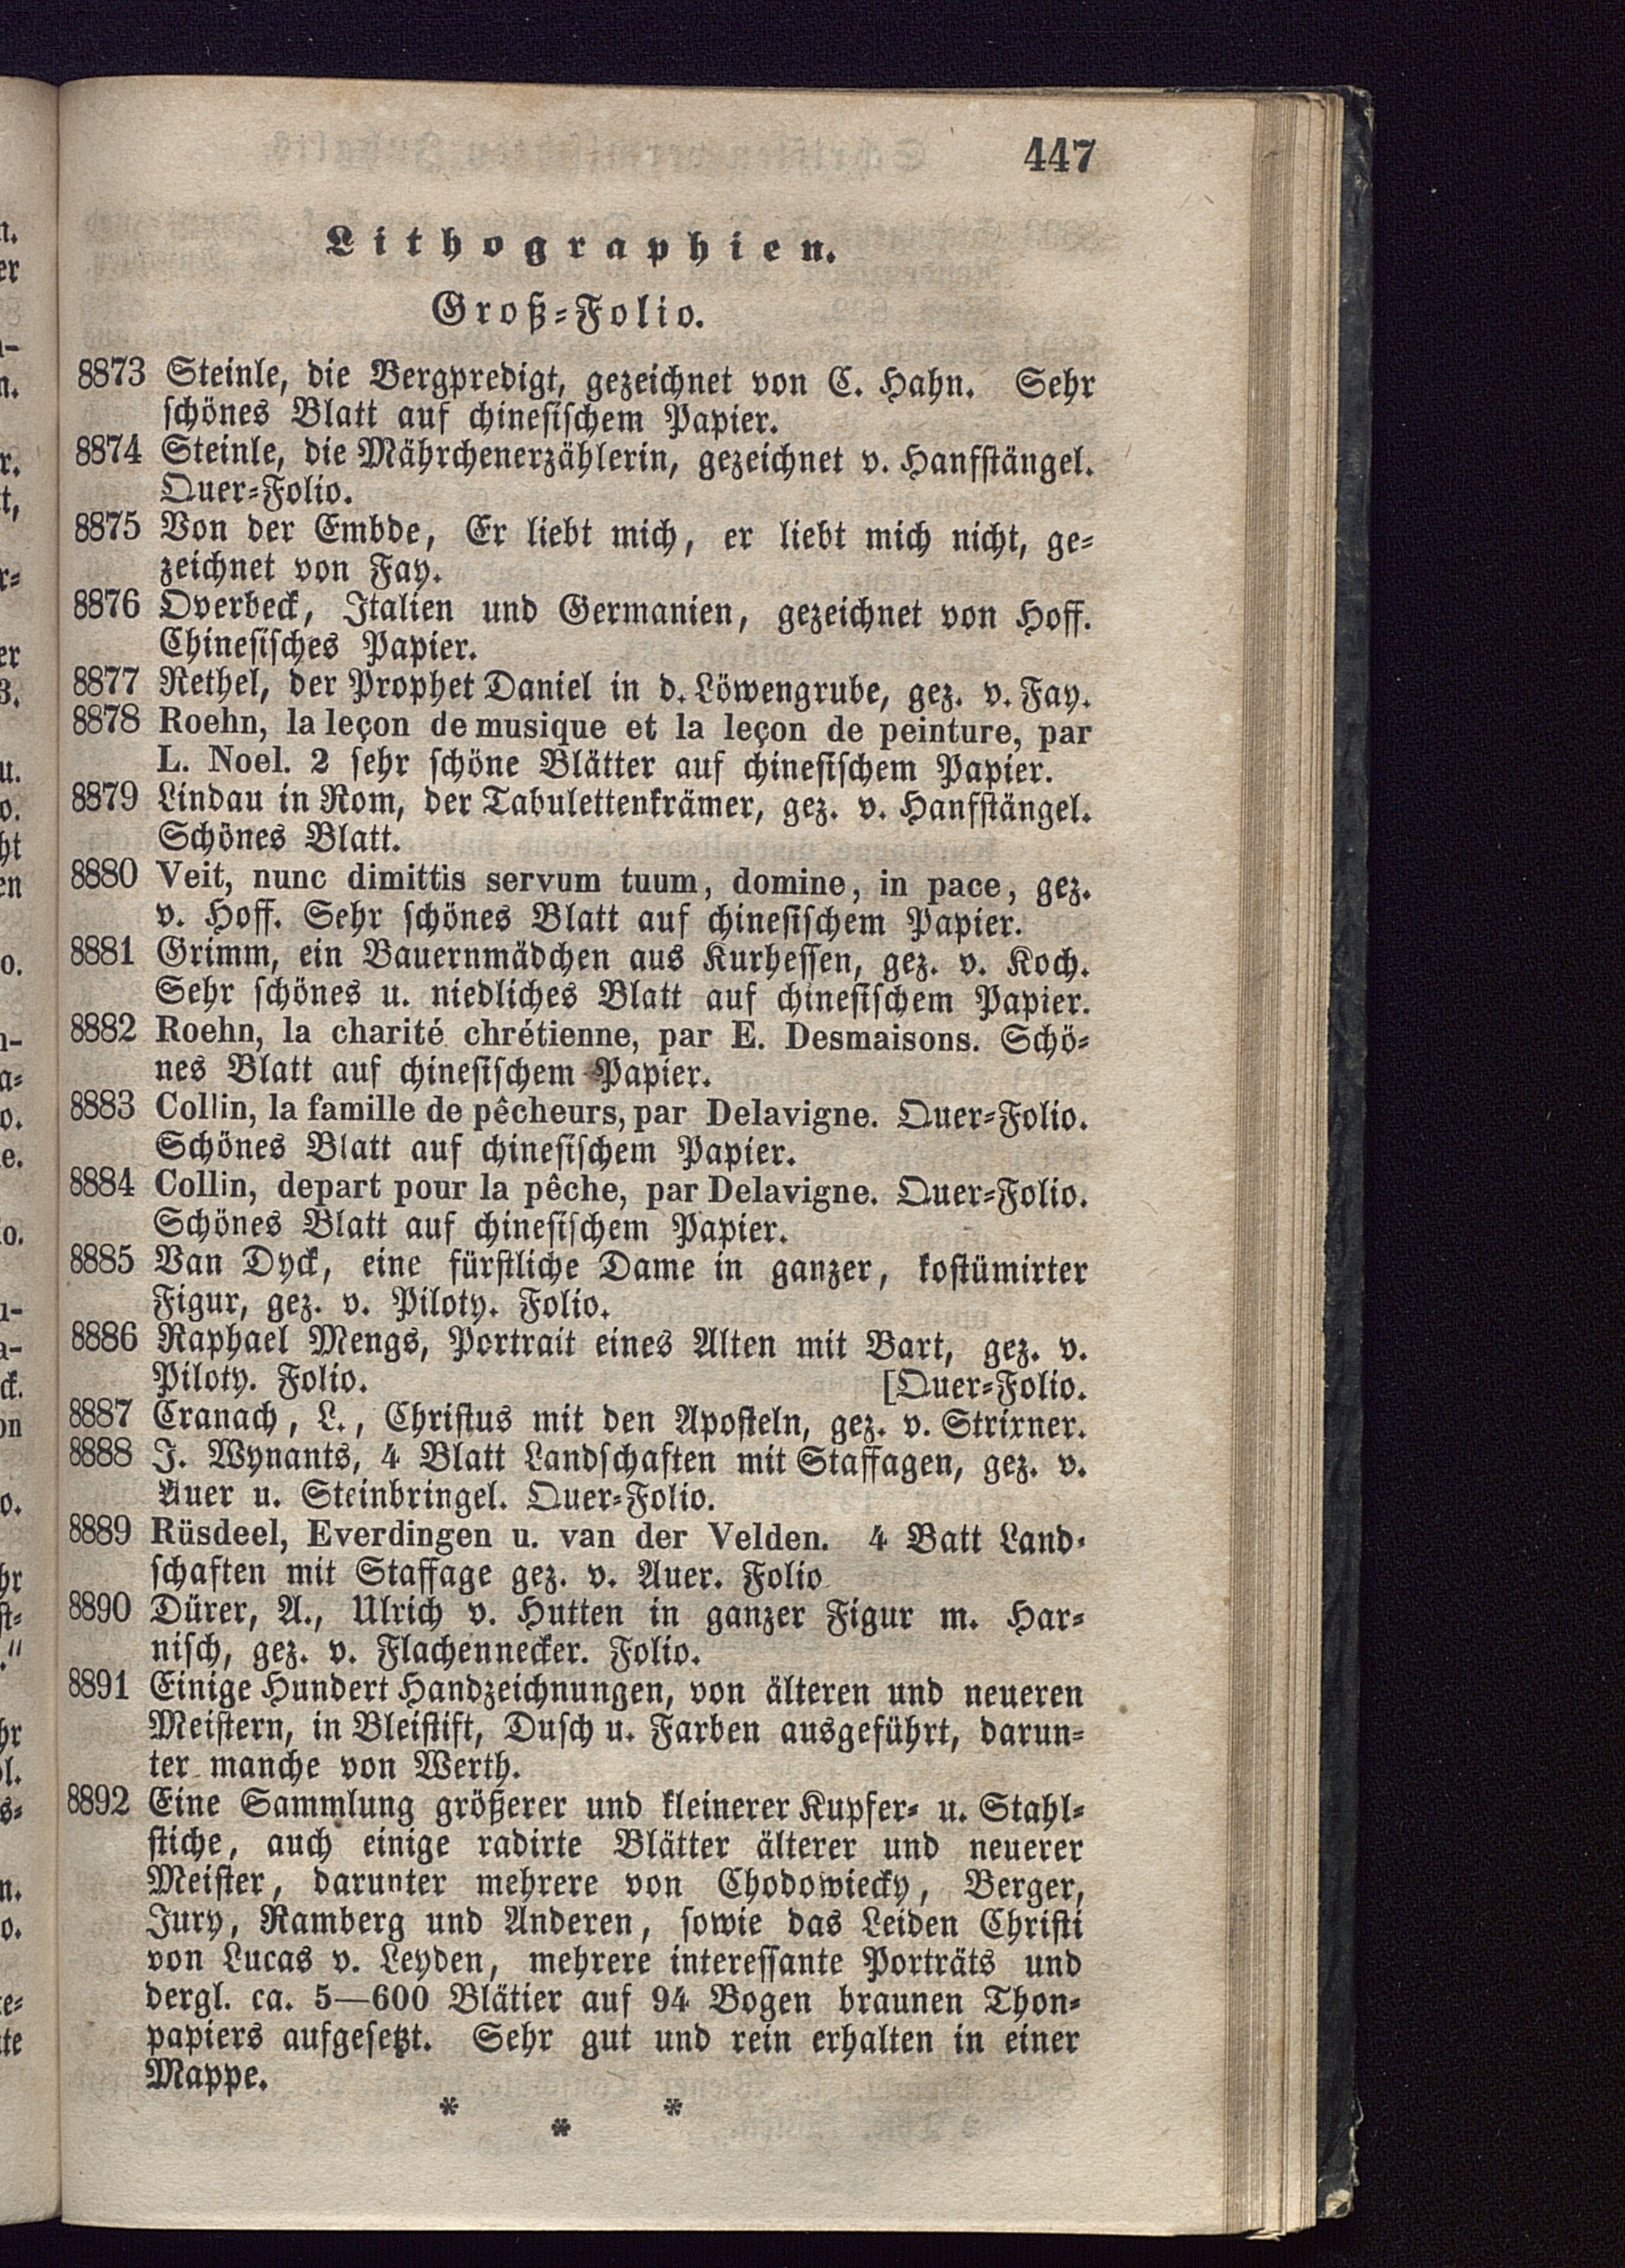 447
Lithographien.
Groß-Folio.
8873 Steinle, die Bergpredigt, gezeichnet von C. Hahn. Sehr
schönes Blatt auf chinesischem Papier.
8874 Steinle, die Mährchenerzählerin, gezeichnet v. Hanfstängel.
Quer-Folio.
8875 Von der Embde, Er liebt mich, er liebt mich nicht, ge-
zeichnet von Fay.
8876 Overbeck, Italien und Germanien, gezeichnet von Hoff.
Chinesisches Papier.
8877 Rethel, der Prophet Daniel in d. Löwengrube, gez. v. Fay.
8878 Roehn, la leçon de musique et la leçon de peinture, par
L. Noel. 2 sehr schöne Blätter auf chinesischem Papier.
8879 Lindau in Rom, der Tabulettenkrämer, gez. v. Hanfstängel.
Schönes Blatt.
8880 Veit, nunc dimittis servum tuum, domine, in pace, gez.
v. Hoff. Sehr schönes Blatt auf chinesischem Papier.
8881 Grimm, ein Bauernmädchen aus Kurhessen, gez. v. Koch.
Sehr schönes u. niedliches Blatt auf chinesischem Papier.
8882 Roehn, la charité chrétienne, par E. Desmaisons. Schö-
nes Blatt auf chinesischem Papier.
8883 Collin, la famille de pêcheurs, par Delavigne. Quer-Folio.
Schönes Blatt auf chinesischem Papier.
8884 Collin, depart pour la pêche, par Delavigne. Quer-Folio.
Schönes Blatt auf chinesischem Papier.
8885 Van Dyck, eine fürstliche Dame in ganzer, kostümirter
Figur, gez. v. Piloty. Folio.
8886 Raphael Mengs, Portrait eines Alten mit Bart, gez. v.
Piloty. Folio. [Quer-Folio.
8887 Cranach, L., Christus mit den Aposteln, gez. v. Strixner.
8888 J. Wynants, 4 Blatt Landschaften mit Staffagen, gez. v.
Auer u. Steinbringel. Quer-Folio.
8889 Rüsdeel, Everdingen u. van der Velden. 4 Batt Land-
schaften mit Staffage gez. v. Auer. Folio
8890 Dürer, A., Ulrich v. Hutten in ganzer Figur m. Har-
nisch, gez. v. Flachennecker. Folio.
8891 Einige Hundert Handzeichnungen, von älteren und neueren
Meistern, in Bleistift, Dusch u. Farben ausgeführt, darun-
ter manche von Werth.
8892 Eine Sammlung größerer und kleinerer Kupfer- u. Stahl-
stiche, auch einige radirte Blätter älterer und neuerer
Meister, darunter mehrere von Chodowiecky, Berger,
Jury, Ramberg und Anderen, sowie das Leiden Christi
von Lucas v. Leyden, mehrere interessante Porträts und
dergl. ca. 5—600 Blätier auf 94 Bogen braunen Thon-
papiers aufgesetzt. Sehr gut und rein erhalten in einer
Mappe.
* * *